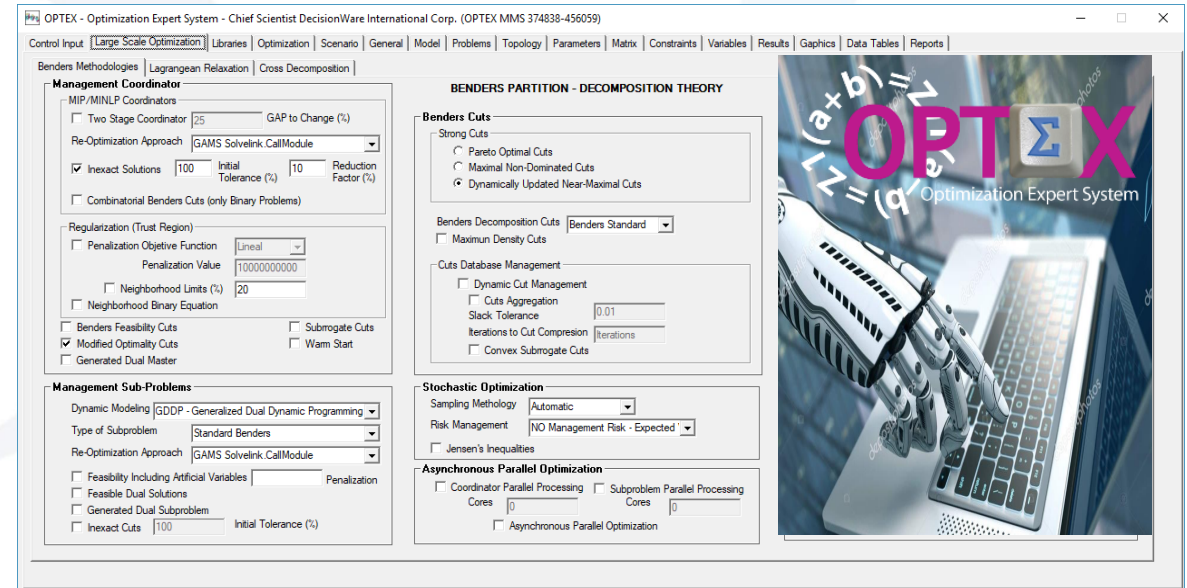 OPTEX - Optimization Expert System - Chief Scientist DecisionWare International Corp. (OPTEX MMS 374838-456059)
Control Input Large Scale Optimization Libraries Optimization Scenario General Model Problems Topology Parameters Matrix Constraints Variables Results Gaphics Data Tables Reports
Benders Methodologies Lagrangean Relaxation Cross Decomposition
Management Coordinator
MIP/MINLP Coordinators
Two Stage Coordinator 25 GAP to Change (%)
Re-Optimization Approach GAMS Solvelink.CallModule
Inexact Solutions 100 Initial Tolerance (%) 10 Reduction Factor (%)
Combinatorial Benders Cuts (only Binary Problems)
Regularization (Trust Region)
Penalization Objetive Function Lineal
Penalization Value 10000000000
Neighborhood Limits (%) 20
Neighborhood Binary Equation
Benders Feasibility Cuts Subrogate Cuts
Modified Optimality Cuts Warm Start
Generated Dual Master
Management Sub-Problems
Dynamic Modeling GDDP - Generalized Dual Dynamic Programming
Type of Subproblem Standard Benders
Re-Optimization Approach GAMS Solvelink.CallModule
Feasibility Including Artificial Variables Penalization
Feasible Dual Solutions
Generated Dual Subproblem
Inexact Cuts 100 Initial Tolerance (%)
BENDERS PARTITION - DECOMPOSITION THEORY
Benders Cuts
Strong Cuts
Pareto Optimal Cuts
Maximal Non-Dominated Cuts
Dynamically Updated Near-Maximal Cuts
Benders Decomposition Cuts Benders Standard
Maximun Density Cuts
Cuts Database Management
Dynamic Cut Management
Cuts Aggregation
Slack Tolerance 0.01
Iterations to Cut Compresion Iterations
Convex Subrogate Cuts
Stochastic Optimization
Sampling Methology Automatic
Risk Management NO Management Risk - Expected
Jensen's Inequalities
Asynchronous Parallel Optimization
Coordinator Parallel Processing Subproblem Parallel Processing
Cores 0 Cores 0
Asynchronous Parallel Optimization
OPTΣX
Optimization Expert System
depositphotos